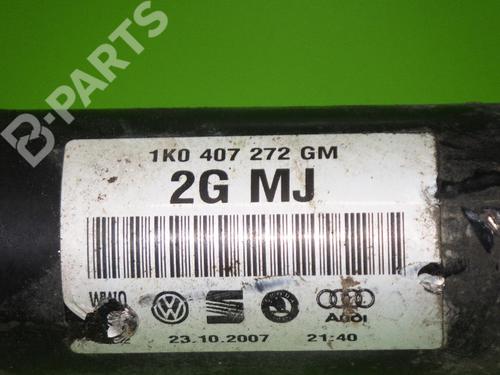 B-PARTS
1K0 407 272 GM
2G MJ
Audi
23.10.2007 21:40